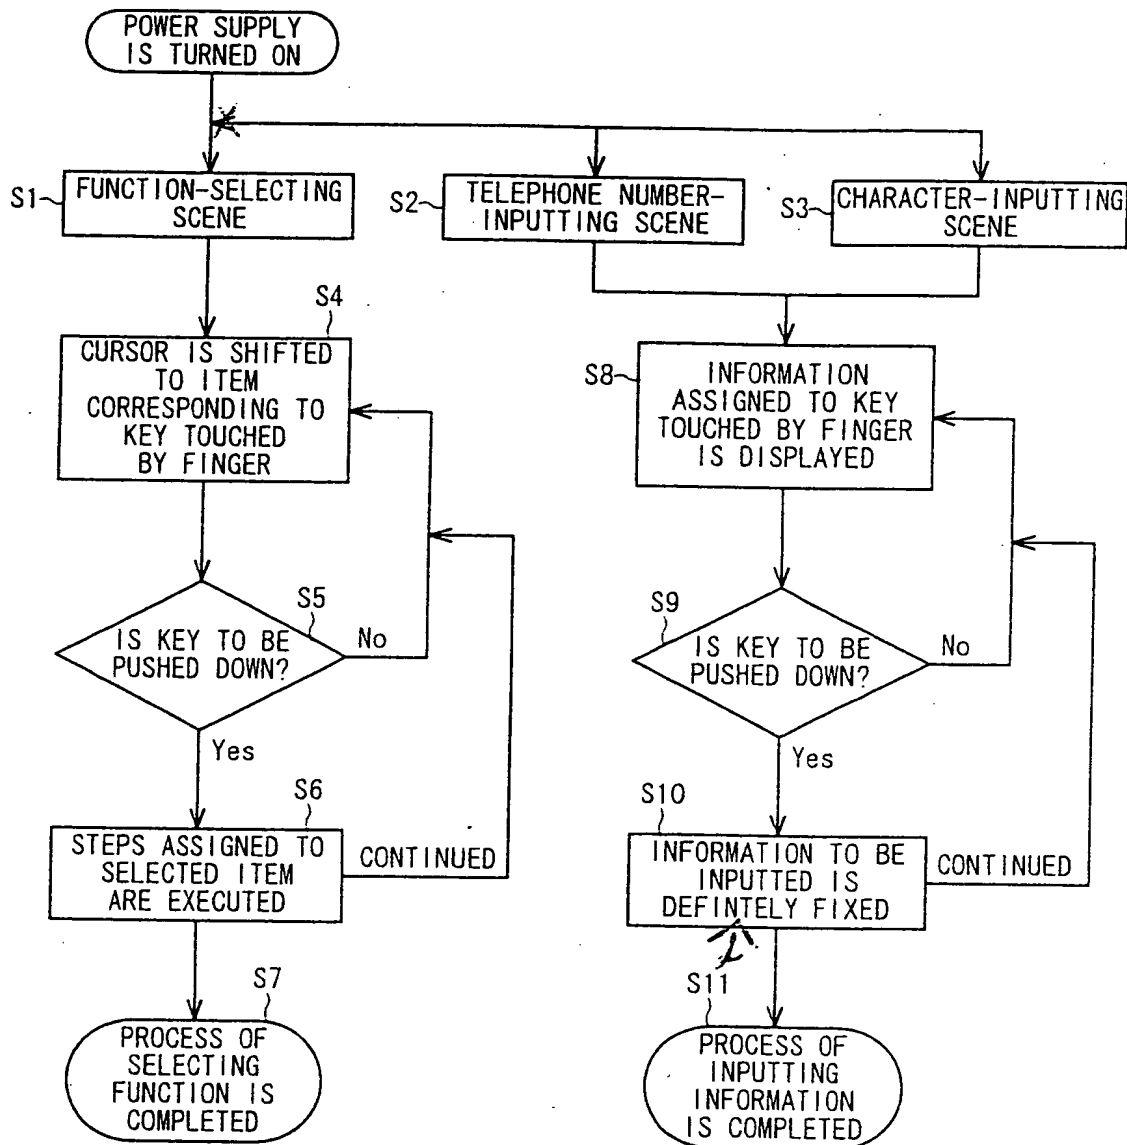 POWER SUPPLY
IS TURNED ON
S1
FUNCTION-SELECTING
SCENE
S2
TELEPHONE NUMBER-
INPUTTING SCENE
S3
CHARACTER-INPUTTING
SCENE
S4
CURSOR IS SHIFTED
TO ITEM
CORRESPONDING TO
KEY TOUCHED
BY FINGER
S8
INFORMATION
ASSIGNED TO KEY
TOUCHED BY FINGER
IS DISPLAYED
S5
IS KEY TO BE
PUSHED DOWN?
No
Yes
S9
IS KEY TO BE
PUSHED DOWN?
No
Yes
S6
STEPS ASSIGNED TO
SELECTED ITEM
ARE EXECUTED
CONTINUED
S10
INFORMATION TO BE
INPUTTED IS
DEFINTELY FIXED
CONTINUED
S7
PROCESS OF
SELECTING
FUNCTION IS
COMPLETED
S11
PROCESS OF
INPUTTING
INFORMATION
IS COMPLETED